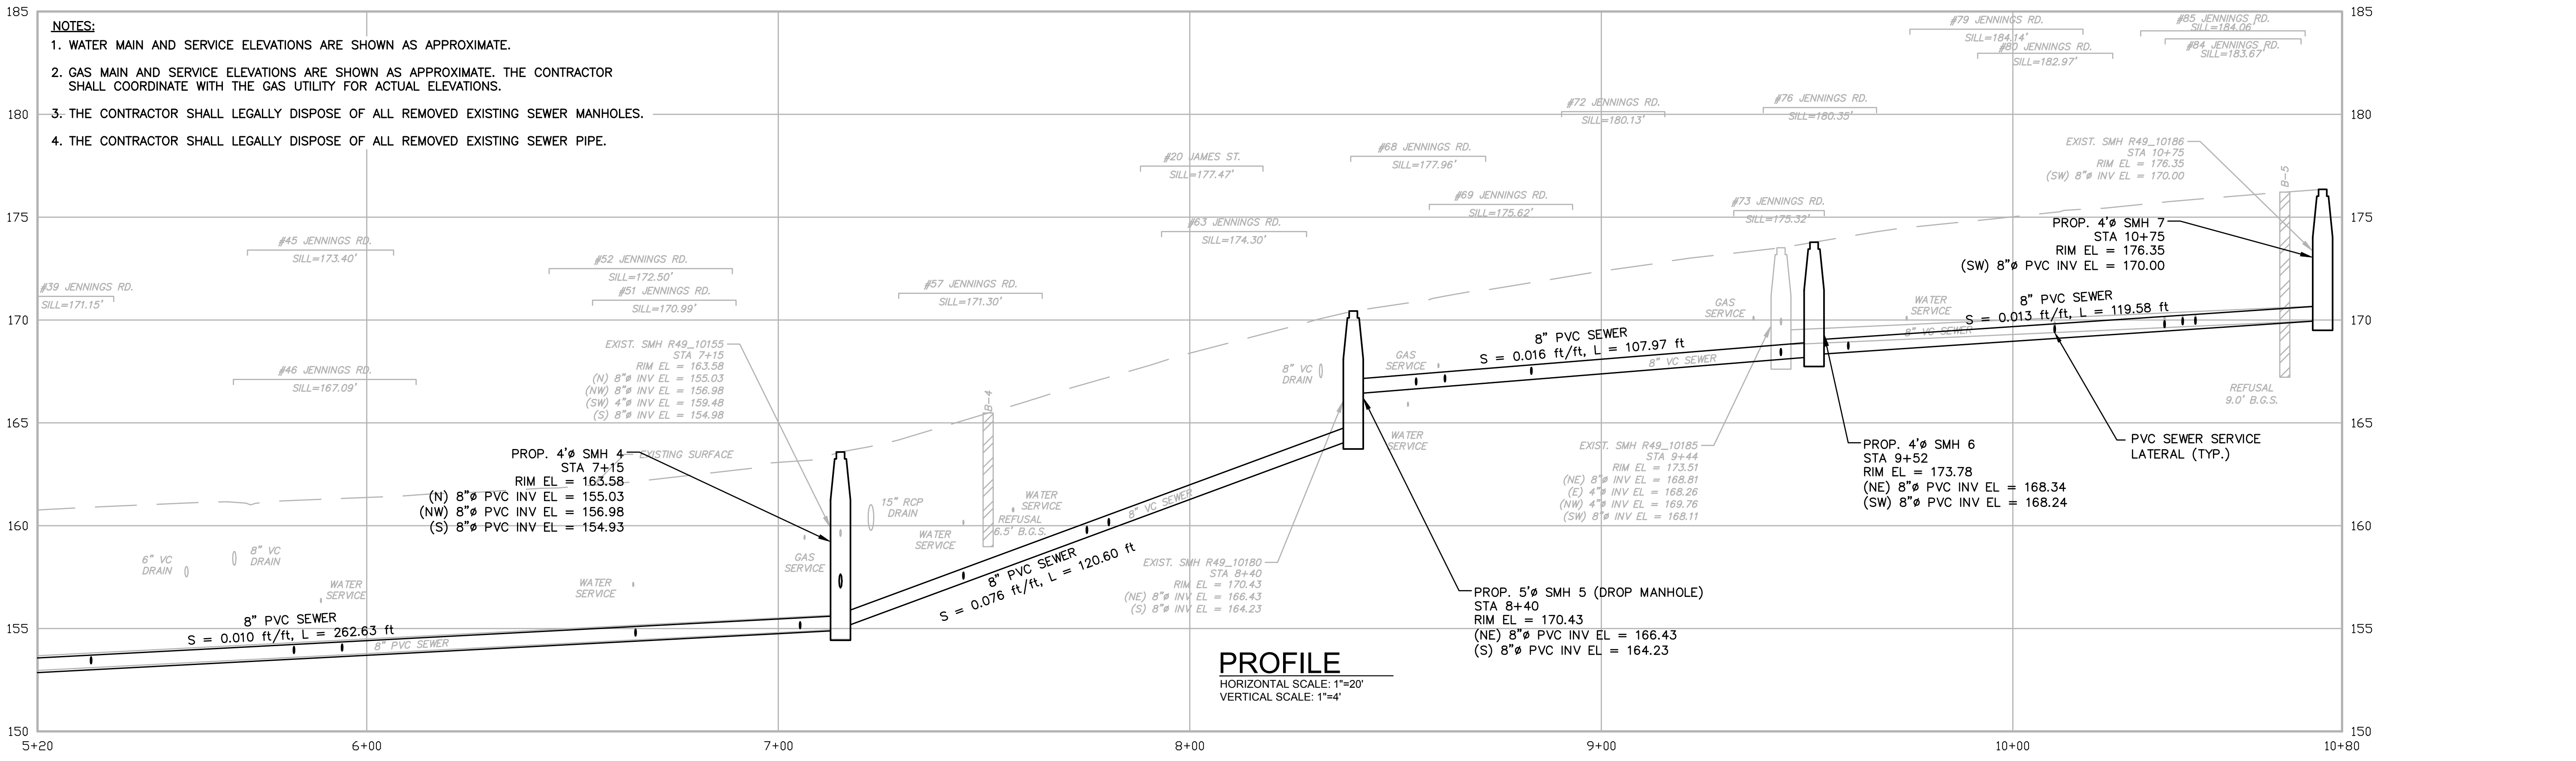 185
NOTES:
1. WATER MAIN AND SERVICE ELEVATIONS ARE SHOWN AS APPROXIMATE.
2. GAS MAIN AND SERVICE ELEVATIONS ARE SHOWN AS APPROXIMATE. THE CONTRACTOR
SHALL COORDINATE WITH THE GAS UTILITY FOR ACTUAL ELEVATIONS.
3. THE CONTRACTOR SHALL LEGALLY DISPOSE OF ALL REMOVED EXISTING SEWER MANHOLES.
4. THE CONTRACTOR SHALL LEGALLY DISPOSE OF ALL REMOVED EXISTING SEWER PIPE.
180
175
170
165
160
155
150
#39 JENNINGS RD.
SILL=171.15'
#45 JENNINGS RD.
SILL=173.40'
#46 JENNINGS RD.
SILL=167.09'
#52 JENNINGS RD.
SILL=172.50'
#51 JENNINGS RD.
SILL=170.99'
#57 JENNINGS RD.
SILL=171.30'
#20 JAMES ST.
SILL=177.47'
#63 JENNINGS RD.
SILL=174.30'
#68 JENNINGS RD.
SILL=177.96'
#69 JENNINGS RD.
SILL=175.62'
#72 JENNINGS RD.
SILL=180.13'
#76 JENNINGS RD.
SILL=180.35'
#73 JENNINGS RD.
SILL=175.32'
#79 JENNINGS RD.
SILL=184.14'
#80 JENNINGS RD.
SILL=182.97'
#85 JENNINGS RD.
SILL=184.06'
#84 JENNINGS RD.
SILL=183.67'
EXIST. SMH R49_10155
STA 7+15
RIM EL = 163.58
(N) 8"ø INV EL = 155.03
(NW) 8"ø INV EL = 156.98
(SW) 4"ø INV EL = 159.48
(S) 8"ø INV EL = 154.98
EXISTING SURFACE
PROP. 4'ø SMH 4
STA 7+15
RIM EL = 163.58
(N) 8"ø PVC INV EL = 155.03
(NW) 8"ø PVC INV EL = 156.98
(S) 8"ø PVC INV EL = 154.93
6" VC
DRAIN
8" VC
DRAIN
WATER
SERVICE
WATER
SERVICE
GAS
SERVICE
15" RCP
DRAIN
WATER
SERVICE
B-4
WATER
SERVICE
REFUSAL
6.5' B.G.S.
8" PVC SEWER
S = 0.010 ft/ft, L = 262.63 ft
8" PVC SEWER
8" VC SEWER
8" PVC SEWER
S = 0.076 ft/ft, L = 120.60 ft
EXIST. SMH R49_10180
STA 8+40
RIM EL = 170.43
(NE) 8"ø INV EL = 166.43
(S) 8"ø INV EL = 164.23
8" VC
DRAIN
GAS
SERVICE
WATER
SERVICE
8" PVC SEWER
S = 0.016 ft/ft, L = 107.97 ft
8" VC SEWER
PROP. 5'ø SMH 5 (DROP MANHOLE)
STA 8+40
RIM EL = 170.43
(NE) 8"ø PVC INV EL = 166.43
(S) 8"ø PVC INV EL = 164.23
EXIST. SMH R49_10185
STA 9+44
RIM EL = 173.51
(NE) 8"ø INV EL = 168.81
(E) 4"ø INV EL = 168.26
(NW) 4"ø INV EL = 169.76
(SW) 8"ø INV EL = 168.11
GAS
SERVICE
WATER
SERVICE
PROP. 4'ø SMH 6
STA 9+52
RIM EL = 173.78
(NE) 8"ø PVC INV EL = 168.34
(SW) 8"ø PVC INV EL = 168.24
8" PVC SEWER
S = 0.013 ft/ft, L = 119.58 ft
8" VC SEWER
PVC SEWER SERVICE
LATERAL (TYP.)
EXIST. SMH R49_10186
STA 10+75
RIM EL = 176.35
(SW) 8"ø INV EL = 170.00
PROP. 4'ø SMH 7
STA 10+75
RIM EL = 176.35
(SW) 8"ø PVC INV EL = 170.00
B-5
REFUSAL
9.0' B.G.S.
185
180
175
170
165
160
155
150
PROFILE
HORIZONTAL SCALE: 1"=20'
VERTICAL SCALE: 1"=4'
5+20
6+00
7+00
8+00
9+00
10+00
10+80